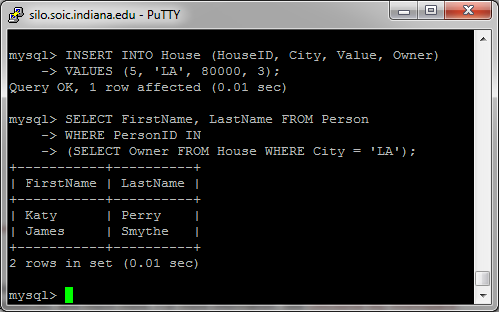 silo.soic.indiana.edu - PuTTY
mysql> INSERT INTO House (HouseID, City, Value, Owner)
    -> VALUES (5, 'LA', 80000, 3);
Query OK, 1 row affected (0.01 sec)
mysql> SELECT FirstName, LastName FROM Person
    -> WHERE PersonID IN
    -> (SELECT Owner FROM House WHERE City = 'LA');
+-----------+----------+
| FirstName | LastName |
+-----------+----------+
| Katy      | Perry    |
| James     | Smythe   |
+-----------+----------+
2 rows in set (0.01 sec)
mysql>